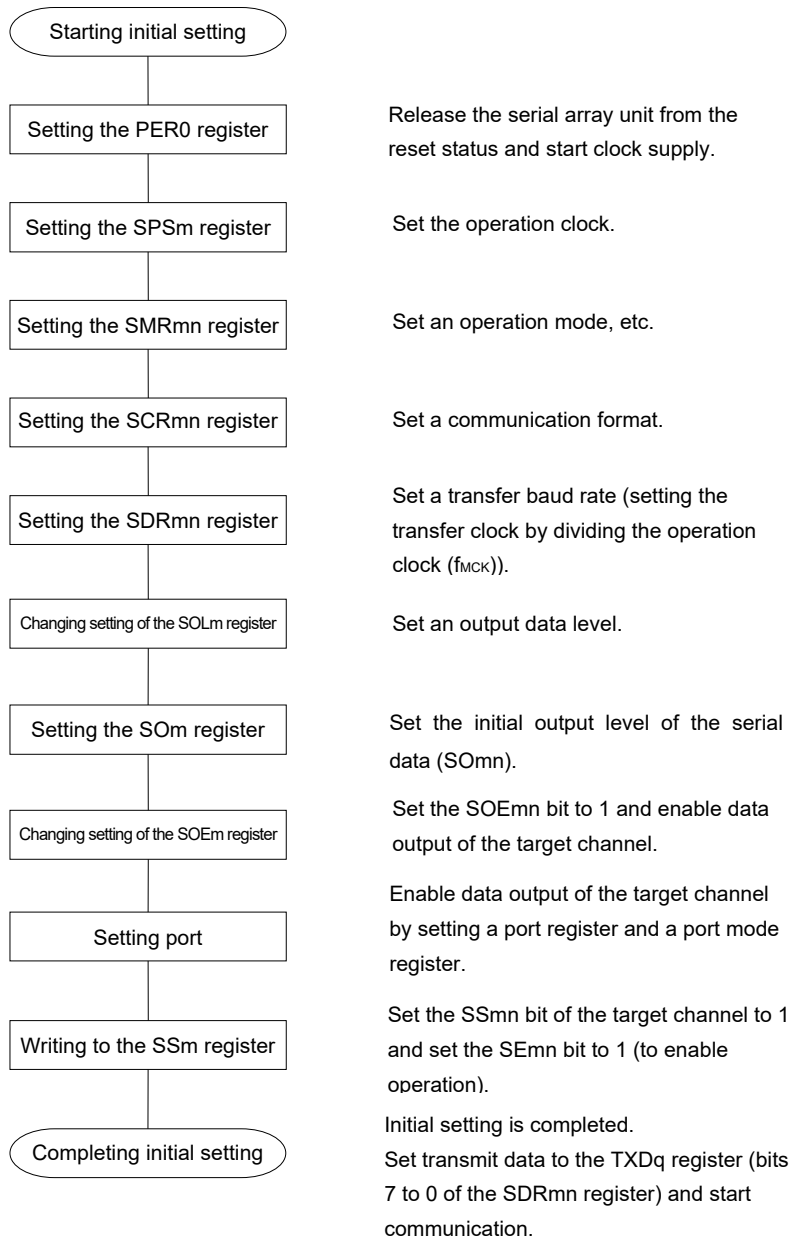 Starting initial setting
Setting the PER0 register
Release the serial array unit from the
reset status and start clock supply.
Setting the SPSm register
Set the operation clock.
Setting the SMRmn register
Set an operation mode, etc.
Setting the SCRmn register
Set a communication format.
Setting the SDRmn register
Set a transfer baud rate (setting the
transfer clock by dividing the operation
clock (fMCK)).
Changing setting of the SOLm register
Set an output data level.
Setting the SOm register
Set the initial output level of the serial
data (SOmn).
Changing setting of the SOEm register
Set the SOEmn bit to 1 and enable data
output of the target channel.
Setting port
Enable data output of the target channel
by setting a port register and a port mode
register.
Writing to the SSm register
Set the SSmn bit of the target channel to 1
and set the SEmn bit to 1 (to enable
operation).
Completing initial setting
Initial setting is completed.
Set transmit data to the TXDq register (bits
7 to 0 of the SDRmn register) and start
communication.